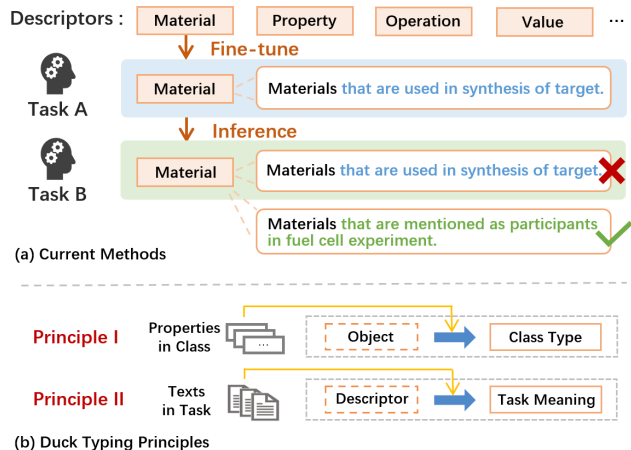 Descriptors : Material Property Operation Value ...
Fine-tune
Material Materials that are used in synthesis of target.
Task A
Inference
Material Materials that are used in synthesis of target.
Task B
Materials that are mentioned as participants
in fuel cell experiment.
(a) Current Methods
Principle I Properties
in Class ... Object Class Type
Principle II Texts
in Task Descriptor Task Meaning
(b) Duck Typing Principles